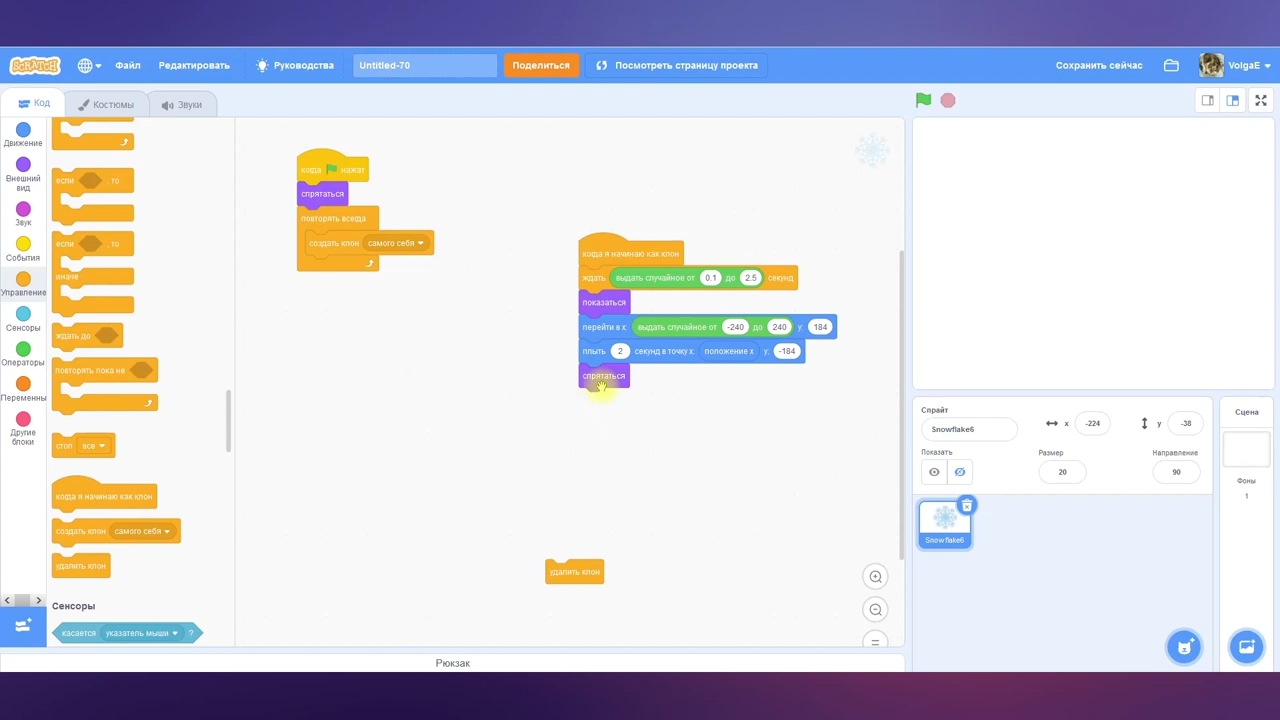 SCRATCH
Файл
Редактировать
Руководства
Untitled-70
Поделиться
Посмотреть страницу проекта
Сохранить сейчас
VolgaE
Код
Костюмы
Звуки
Движение
Внешний
вид
Звук
События
Управление
Сенсоры
Операторы
Переменны
Другие
блоки
если , то
если , то
иначе
ждать до
повторять пока не
стоп все
когда я начинаю как клон
создать клон самого себя
удалить клон
Сенсоры
касается указатель мыши ?
когда нажат
спрятаться
повторять всегда
создать клон самого себя
когда я начинаю как клон
ждать выдать случайное от 0.1 до 2.5 секунд
показаться
перейти в x: выдать случайное от -240 до 240 y: 184
плыть 2 секунд в точку x: положение x y: -184
спрятаться
удалить клон
Рюкзак
Спрайт
Snowflake6
x -224
y -38
Показать
Размер
20
Направление
90
Snowflake6
Сцена
Фоны
1